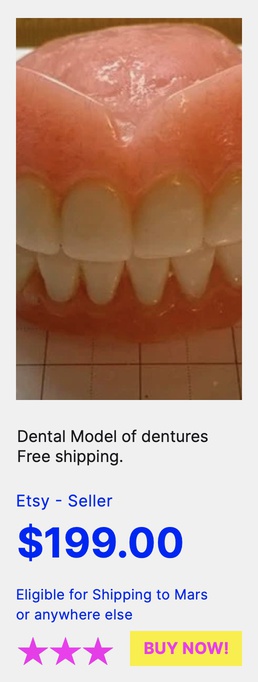 Dental Model of dentures
Free shipping.
Etsy - Seller
$199.00
Eligible for Shipping to Mars
or anywhere else
BUY NOW!